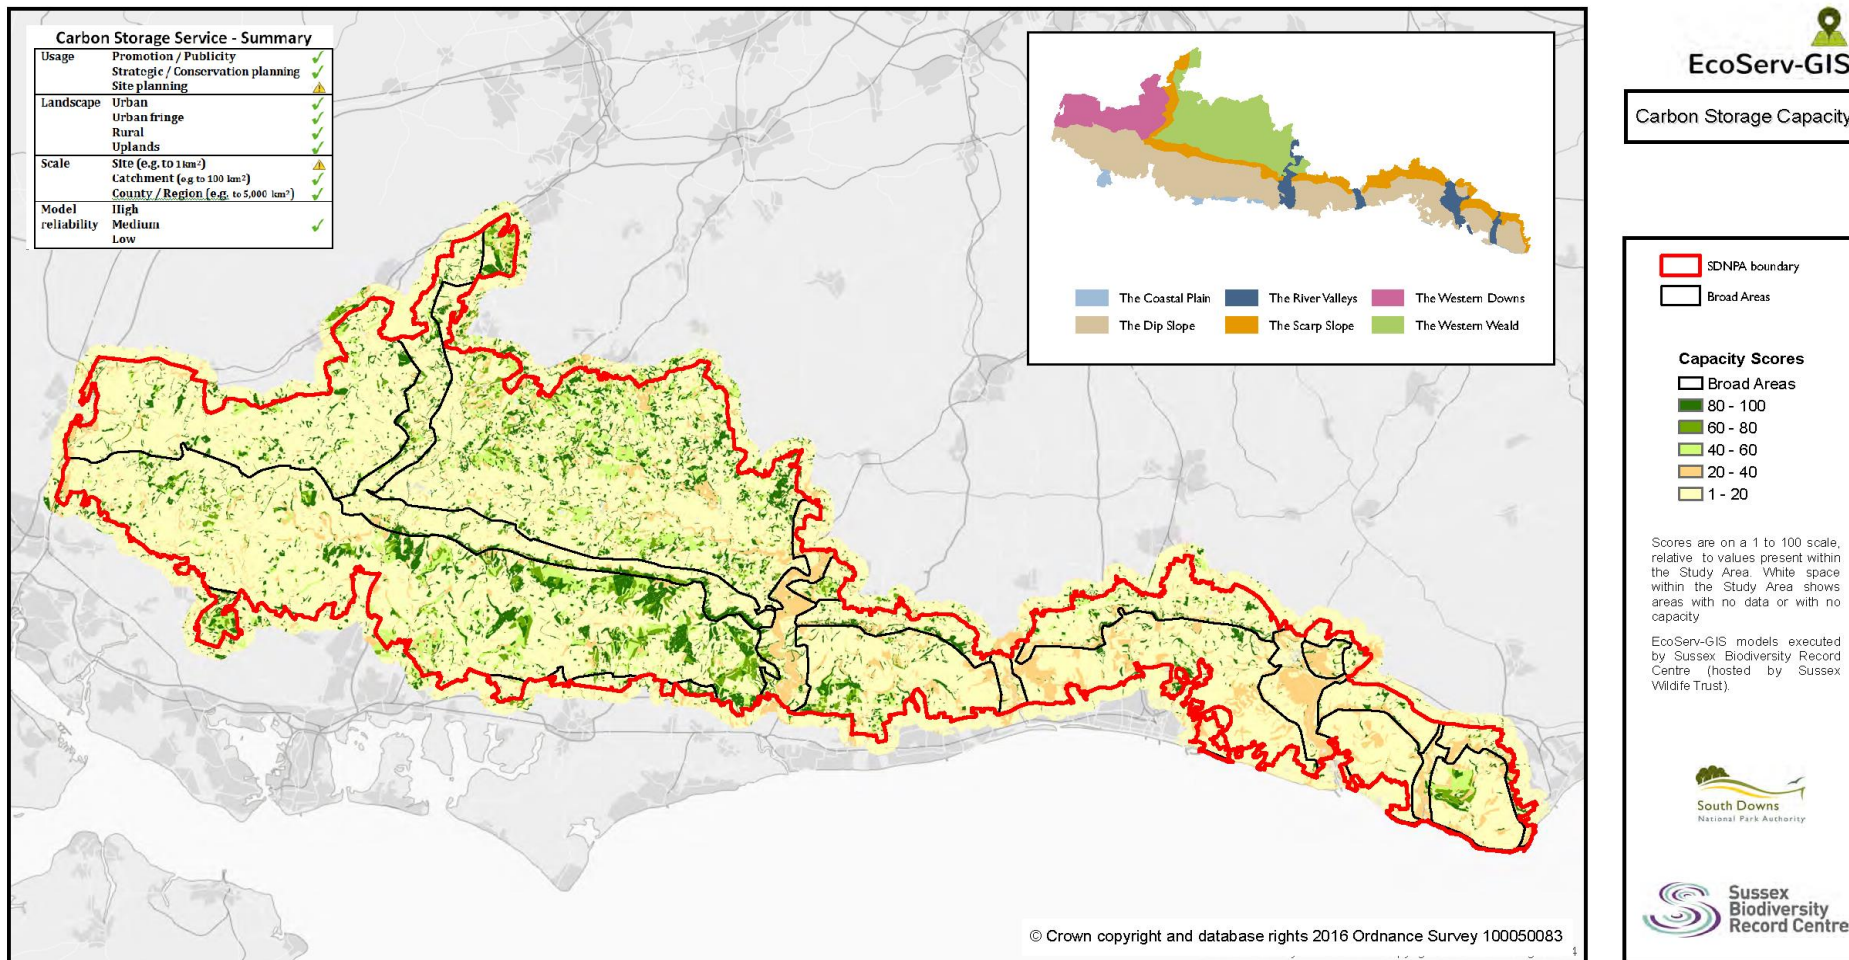 Carbon Storage Service - Summary
Usage Promotion / Publicity ✓
Strategic / Conservation planning ✓
Site planning ⚠
Landscape Urban ✓
Urban fringe ✓
Rural ✓
Uplands ✓
Scale Site (e.g. to 1km²) ⚠
Catchment (e.g to 100 km²) ✓
County / Region (e.g. to 5,000 km²) ✓
Model High
reliability Medium ✓
Low
The Coastal Plain The River Valleys The Western Downs
The Dip Slope The Scarp Slope The Western Weald
© Crown copyright and database rights 2016 Ordnance Survey 100050083
EcoServ-GIS
Carbon Storage Capacity
SDNPA boundary
Broad Areas
Capacity Scores
Broad Areas
80 - 100
60 - 80
40 - 60
20 - 40
1 - 20
Scores are on a 1 to 100 scale,
relative to values present within
the Study Area. White space
within the Study Area shows
areas with no data or with no
capacity
EcoServ-GIS models executed
by Sussex Biodiversity Record
Centre (hosted by Sussex
Wildlife Trust).
South Downs
National Park Authority
Sussex
Biodiversity
Record Centre